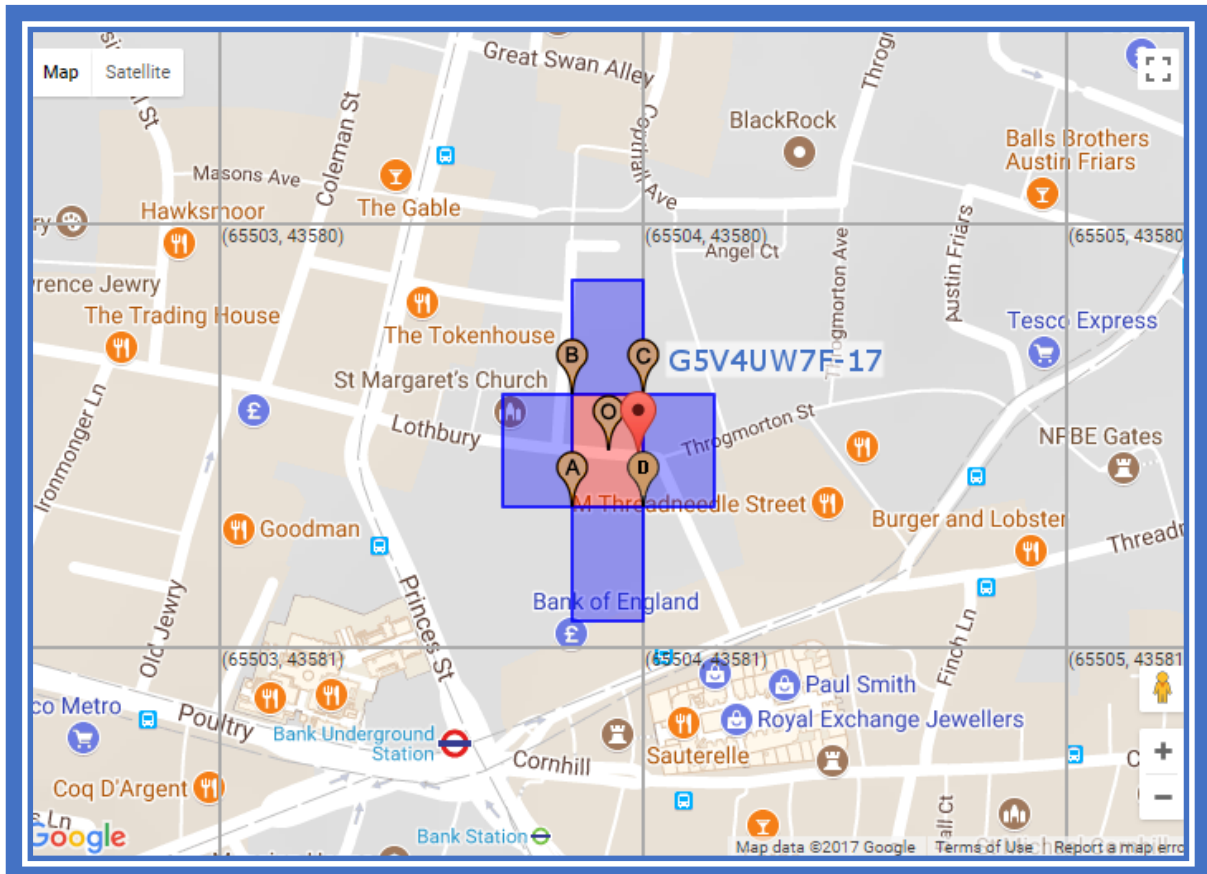 Map
Satellite
Great Swan Alley
Copthall Ave
BlackRock
Balls Brothers
Austin Friars
Coleman St
Masons Ave
The Gable
Hawksmoor
(65503, 43580)
(65504, 43580)
(65505, 43580
Angel Ct
Throgmorton Ave
Austin Friars
rence Jewry
The Trading House
The Tokenhouse
Tesco Express
B
C
G5V4UW7F-17
St Margaret's Church
O
Ironmonger Ln
Lothbury
Throgmorton St
NFBE Gates
A
D
M Threadneedle Street
Burger and Lobster
Goodman
Threadr
Old Jewry
Princes St
Bank of England
Finch Ln
(65503, 43581)
(65504, 43581)
(65505, 43581
co Metro
Poultry
Paul Smith
Bank Underground
Station
Royal Exchange Jewellers
Cornhill
Sauterelle
Coq D'Argent
s Ln
Google
Bank Station
all Ct
Map data ©2017 Google
Terms of Use
Report a map erro